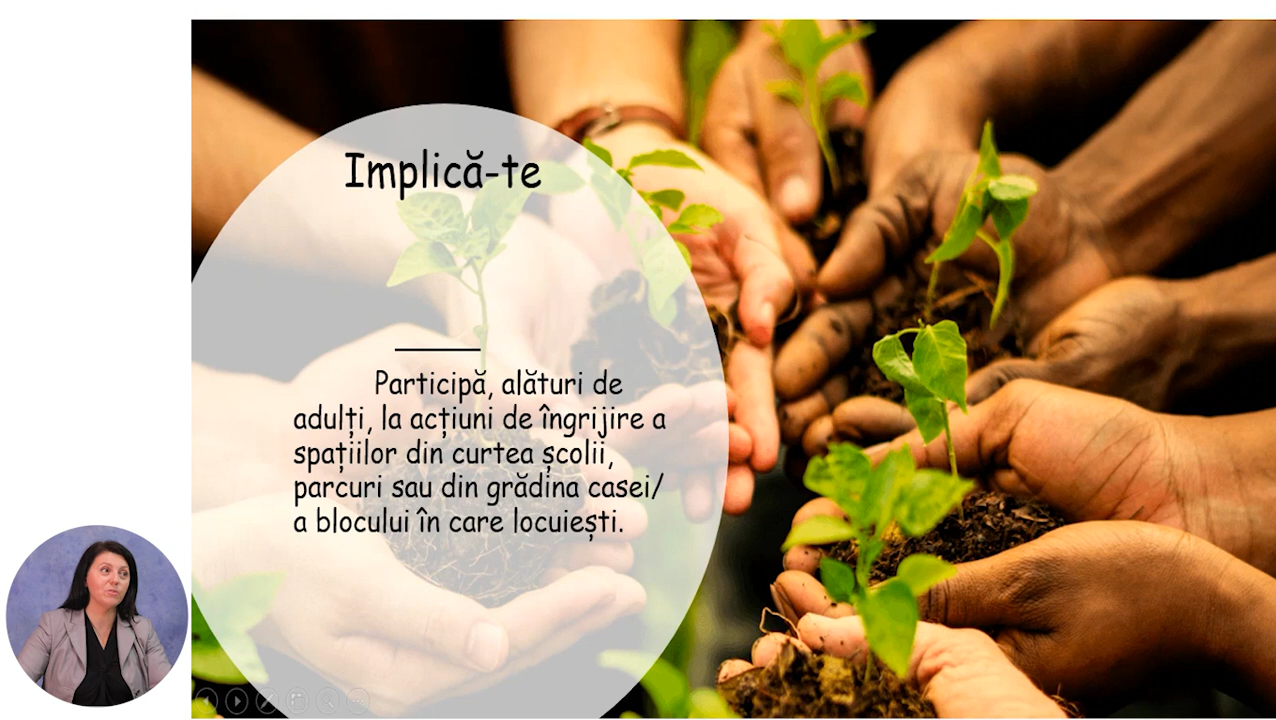 Implică-te
Participă, alături de
adulți, la acțiuni de îngrijire a
spațiilor din curtea școlii,
parcuri sau din grădina casei/
a blocului în care locuiești.